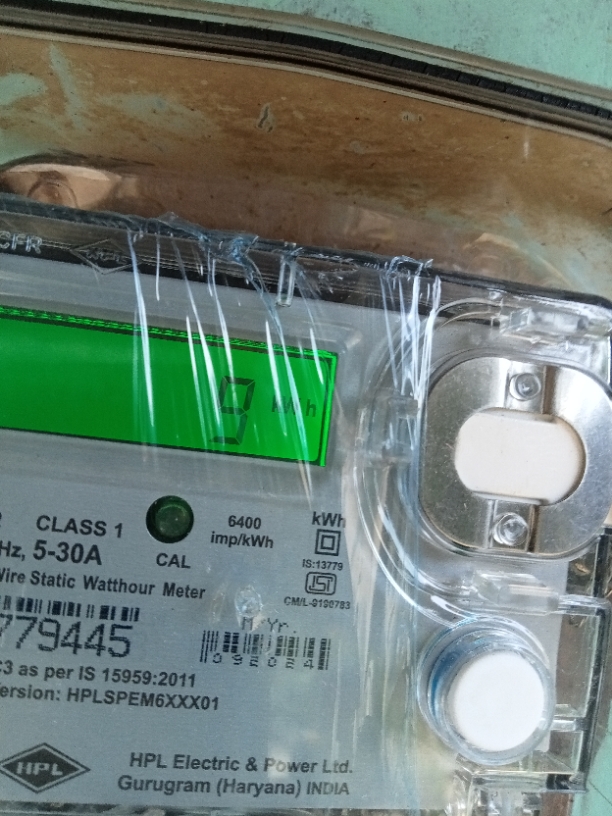 CFR
9 kWh
CLASS 1
Hz, 5-30A
CAL
6400
imp/kWh
kWh
IS:13779
ISI
CM/L-9190783
Wire Static Watthour Meter
779445
M Yr.
C3 as per IS 15959:2011
ersion: HPLSPEM6XXX01
HPL
HPL Electric & Power Ltd.
Gurugram (Haryana) INDIA